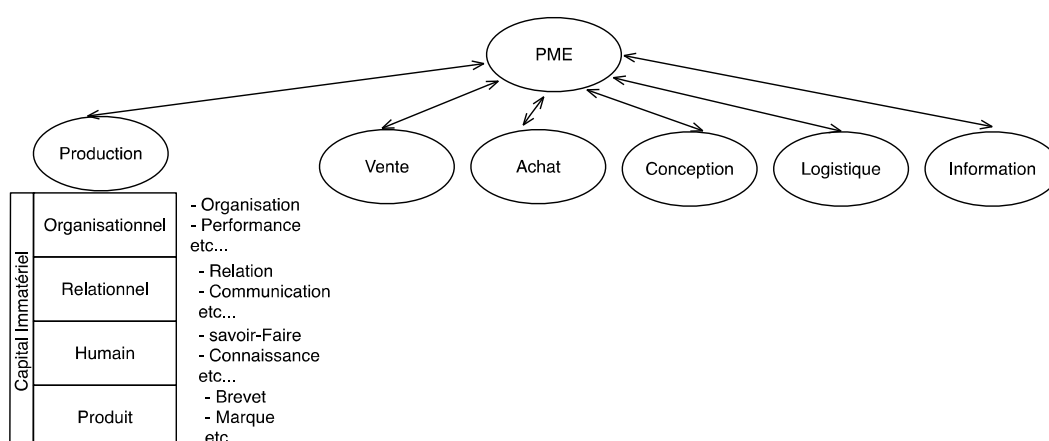 PME
Production
Vente
Achat
Conception
Logistique
Information
Capital Immatériel
Organisationnel
- Organisation
- Performance
etc...
Relationnel
- Relation
- Communication
etc...
Humain
- savoir-Faire
- Connaissance
etc...
Produit
- Brevet
- Marque
etc